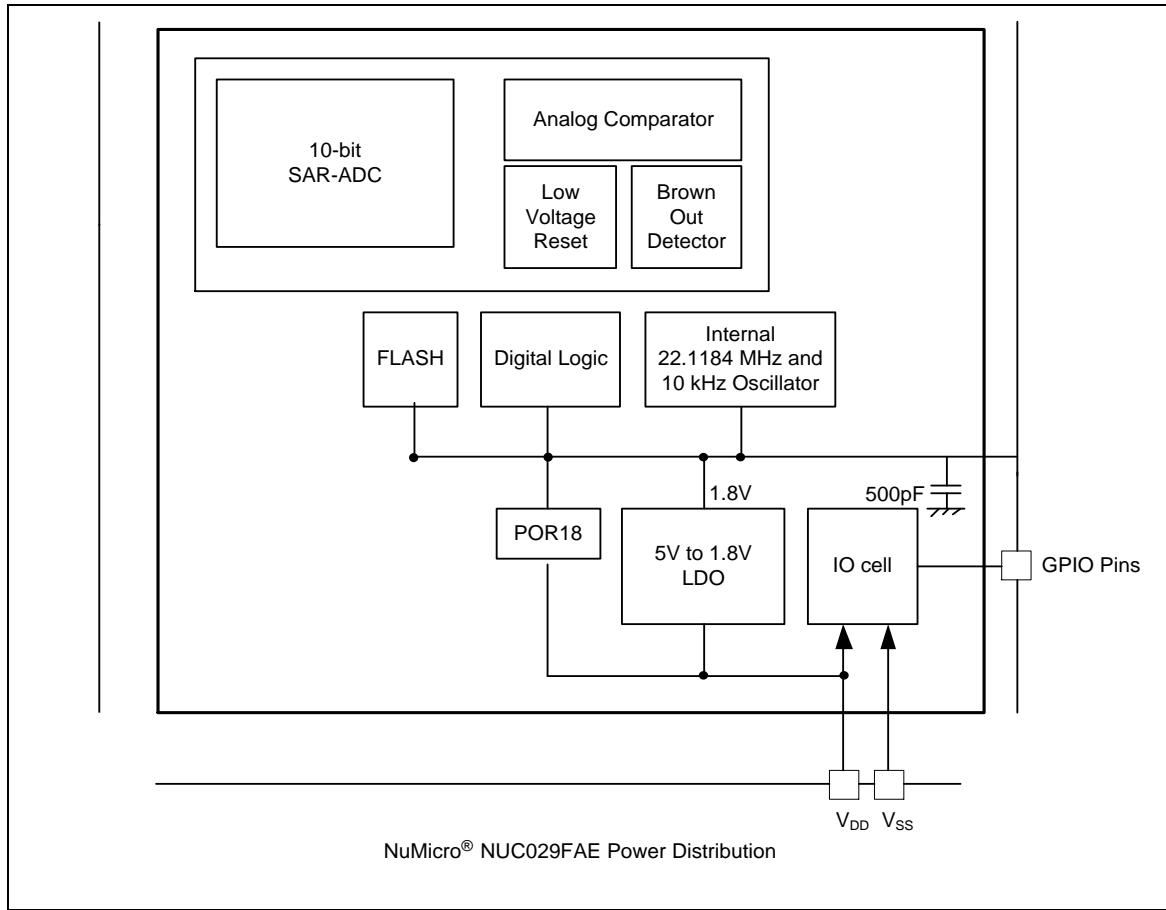 10-bit
SAR-ADC
Analog Comparator
Low
Voltage
Reset
Brown
Out
Detector
FLASH
Digital Logic
Internal
22.1184 MHz and
10 kHz Oscillator
1.8V
500pF
POR18
5V to 1.8V
LDO
IO cell
GPIO Pins
VDD VSS
NuMicro® NUC029FAE Power Distribution